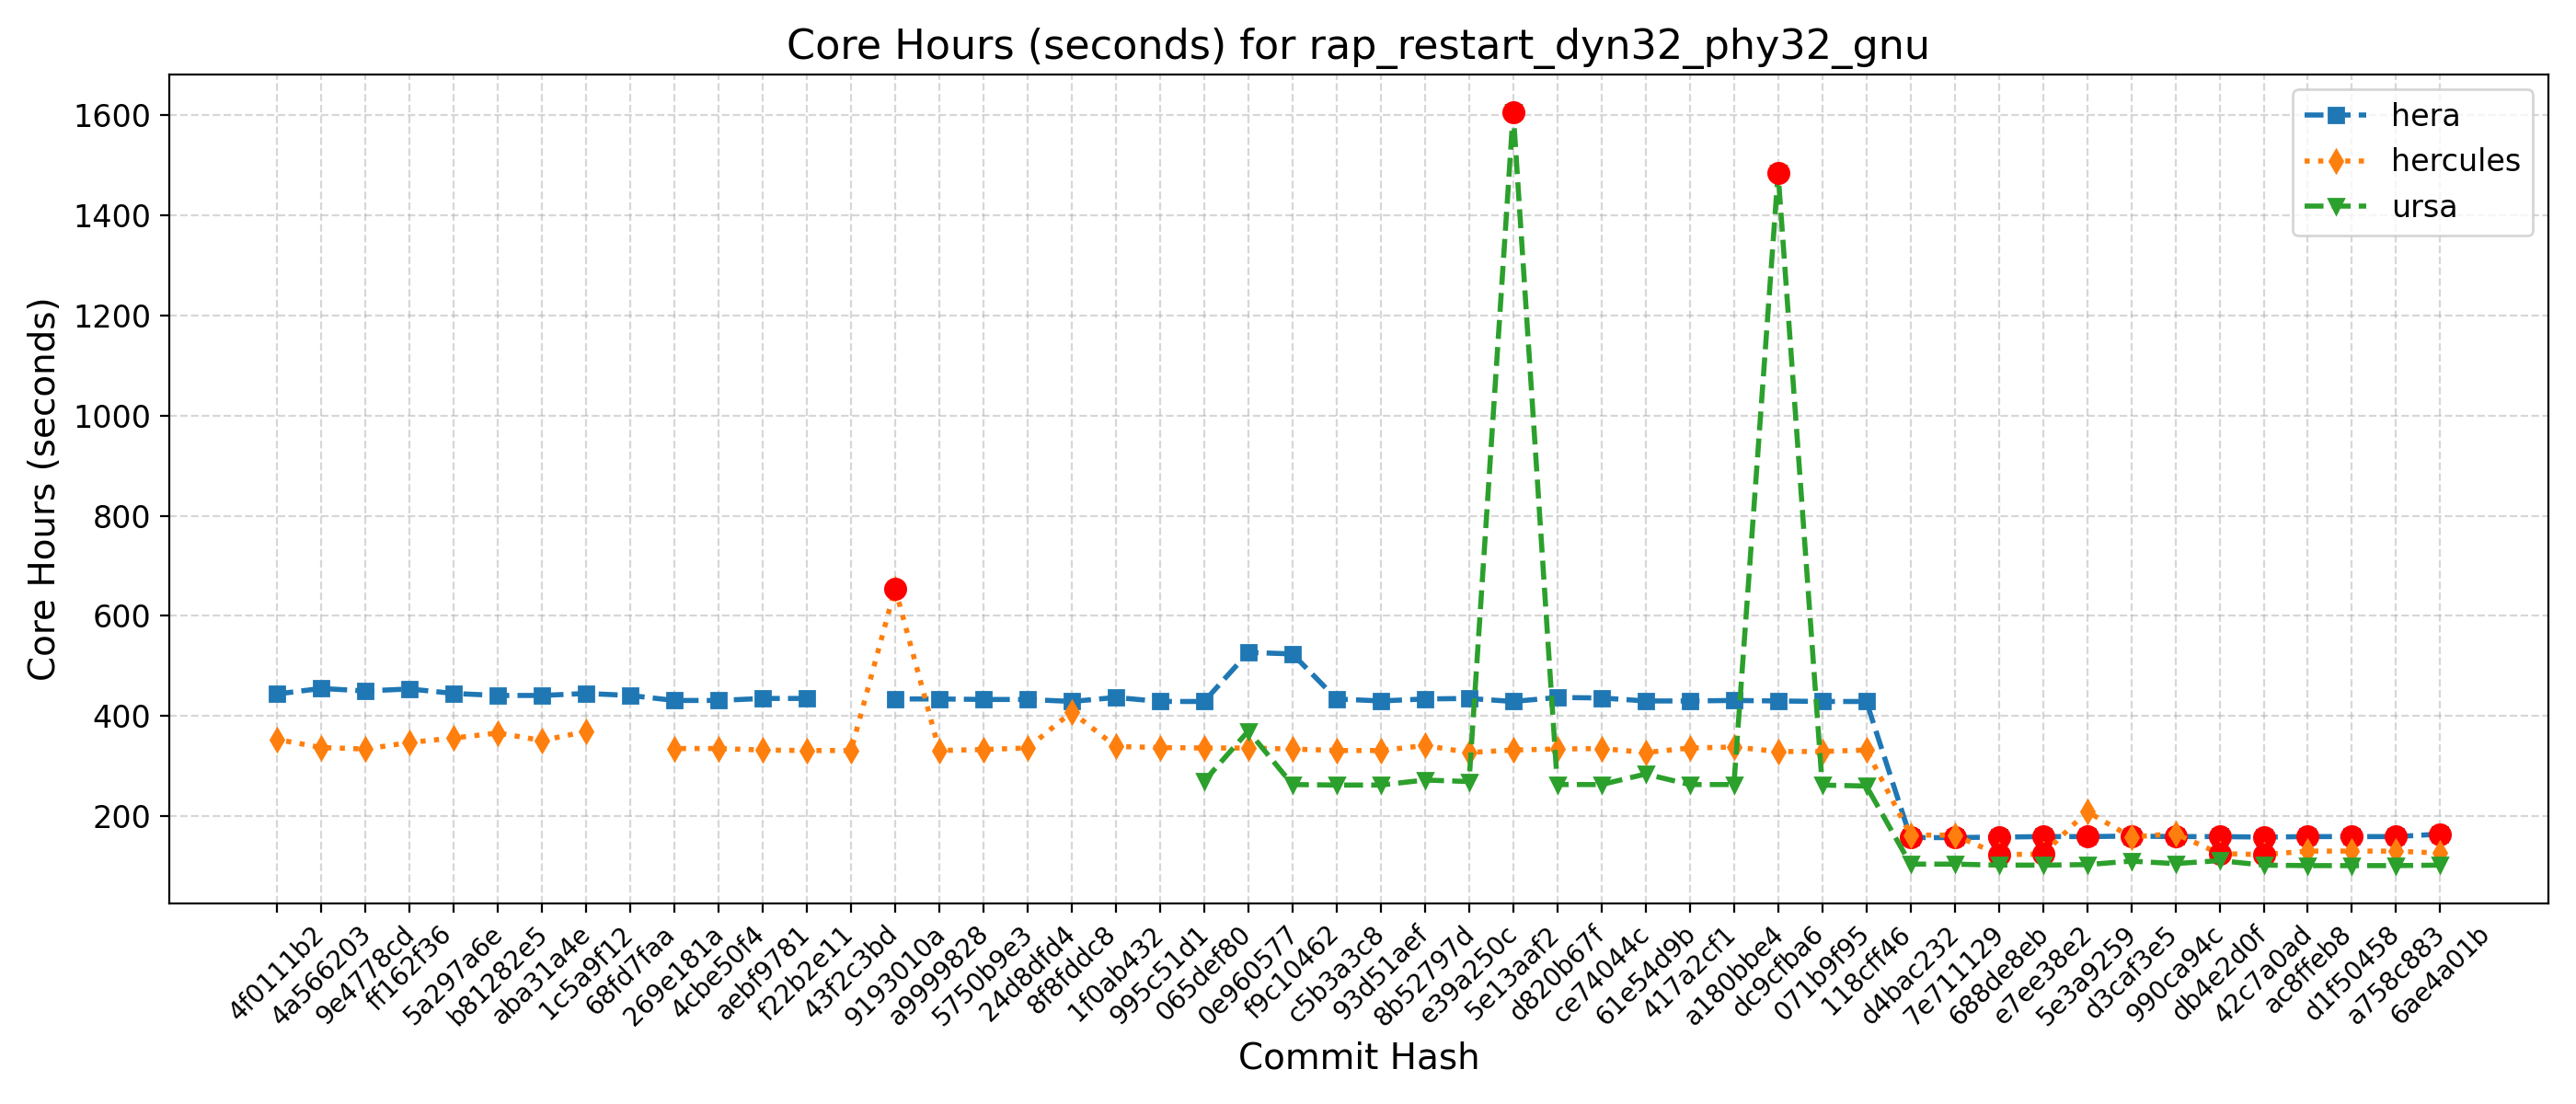 Core Hours (seconds) for rap_restart_dyn32_phy32_gnu
Core Hours (seconds)
1600
1400
1200
1000
800
600
400
200
hera
hercules
ursa
4f0111b2
4a566203
9e4778cd
ff162f36
5a297a6e
b81282e5
aba31a4e
1c5a9f12
68fd7faa
269e181a
4cbe50f4
aebf9781
f22b2e11
43f2c3bd
9193010a
a9999828
5750b9e3
24d8dfd4
8f8fddc8
1f0ab432
995c51d1
065def80
0e960577
f9c10462
c5b3a3c8
93d51aef
8b52797d
e39a250c
5e13aaf2
d820b67f
ce74044c
61e54d9b
417a2cf1
a180bbe4
dc9cfba6
071b9f95
118cff46
d4bac232
7e711129
688de8eb
e7ee38e2
5e3a9259
d3caf3e5
990ca94c
db4e2d0f
42c7a0ad
ac8ffeb8
d1f50458
a758c883
6ae4a01b
Commit Hash